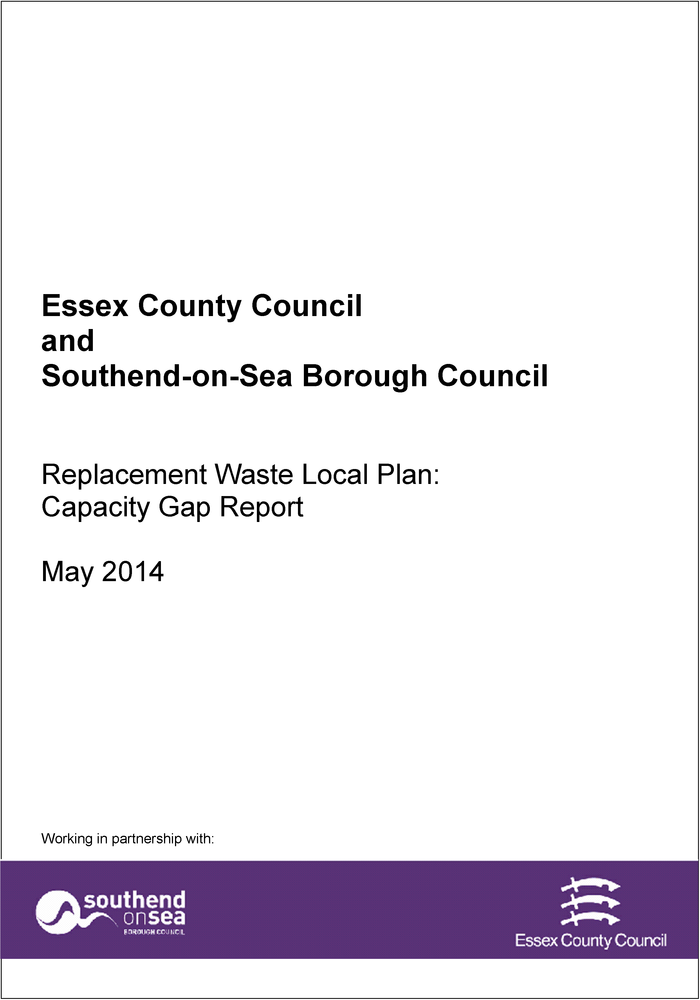 Essex County Council
and
Southend-on-Sea Borough Council
Replacement Waste Local Plan:
Capacity Gap Report
May 2014
Working in partnership with:
southend
onsea
BOROUGH COUNCIL
Essex County Council